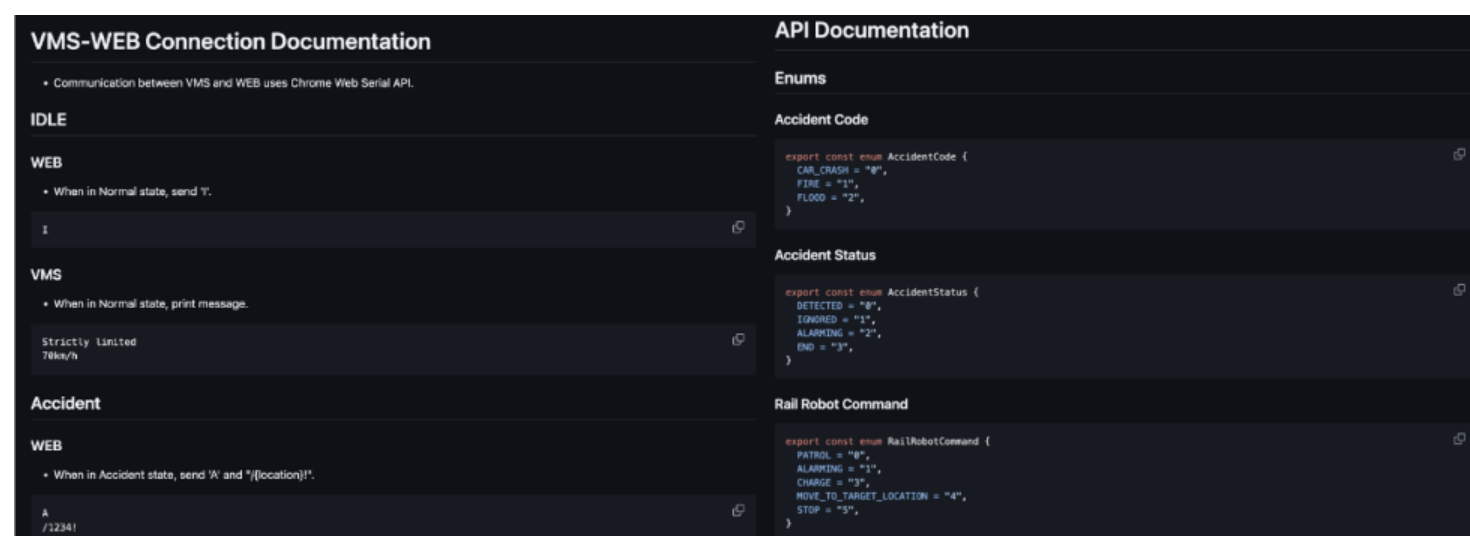 VMS-WEB Connection Documentation
• Communication between VMS and WEB uses Chrome Web Serial API.
IDLE
WEB
• When in Normal state, send 'I'.
I
VMS
• When in Normal state, print message.
Strictly limited
70km/h
Accident
WEB
• When in Accident state, send 'A' and "/{location}!".
A
/1234!
API Documentation
Enums
Accident Code
export const enum AccidentCode {
CAR_CRASH = "0",
FIRE = "1",
FLOOD = "2",
}
Accident Status
export const enum AccidentStatus {
DETECTED = "0",
IGNORED = "1",
ALARMING = "2",
END = "3",
}
Rail Robot Command
export const enum RailRobotCommand {
PATROL = "0",
ALARMING = "1",
CHARGE = "3",
MOVE_TO_TARGET_LOCATION = "4",
STOP = "5",
}